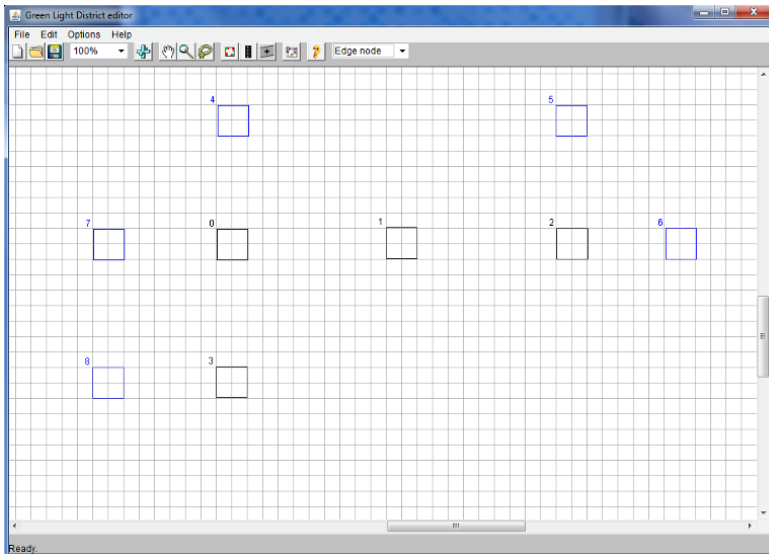 Green Light District editor
File Edit Options Help
100% Edge node
4 5
7 0 1 2 6
8 3
Ready.